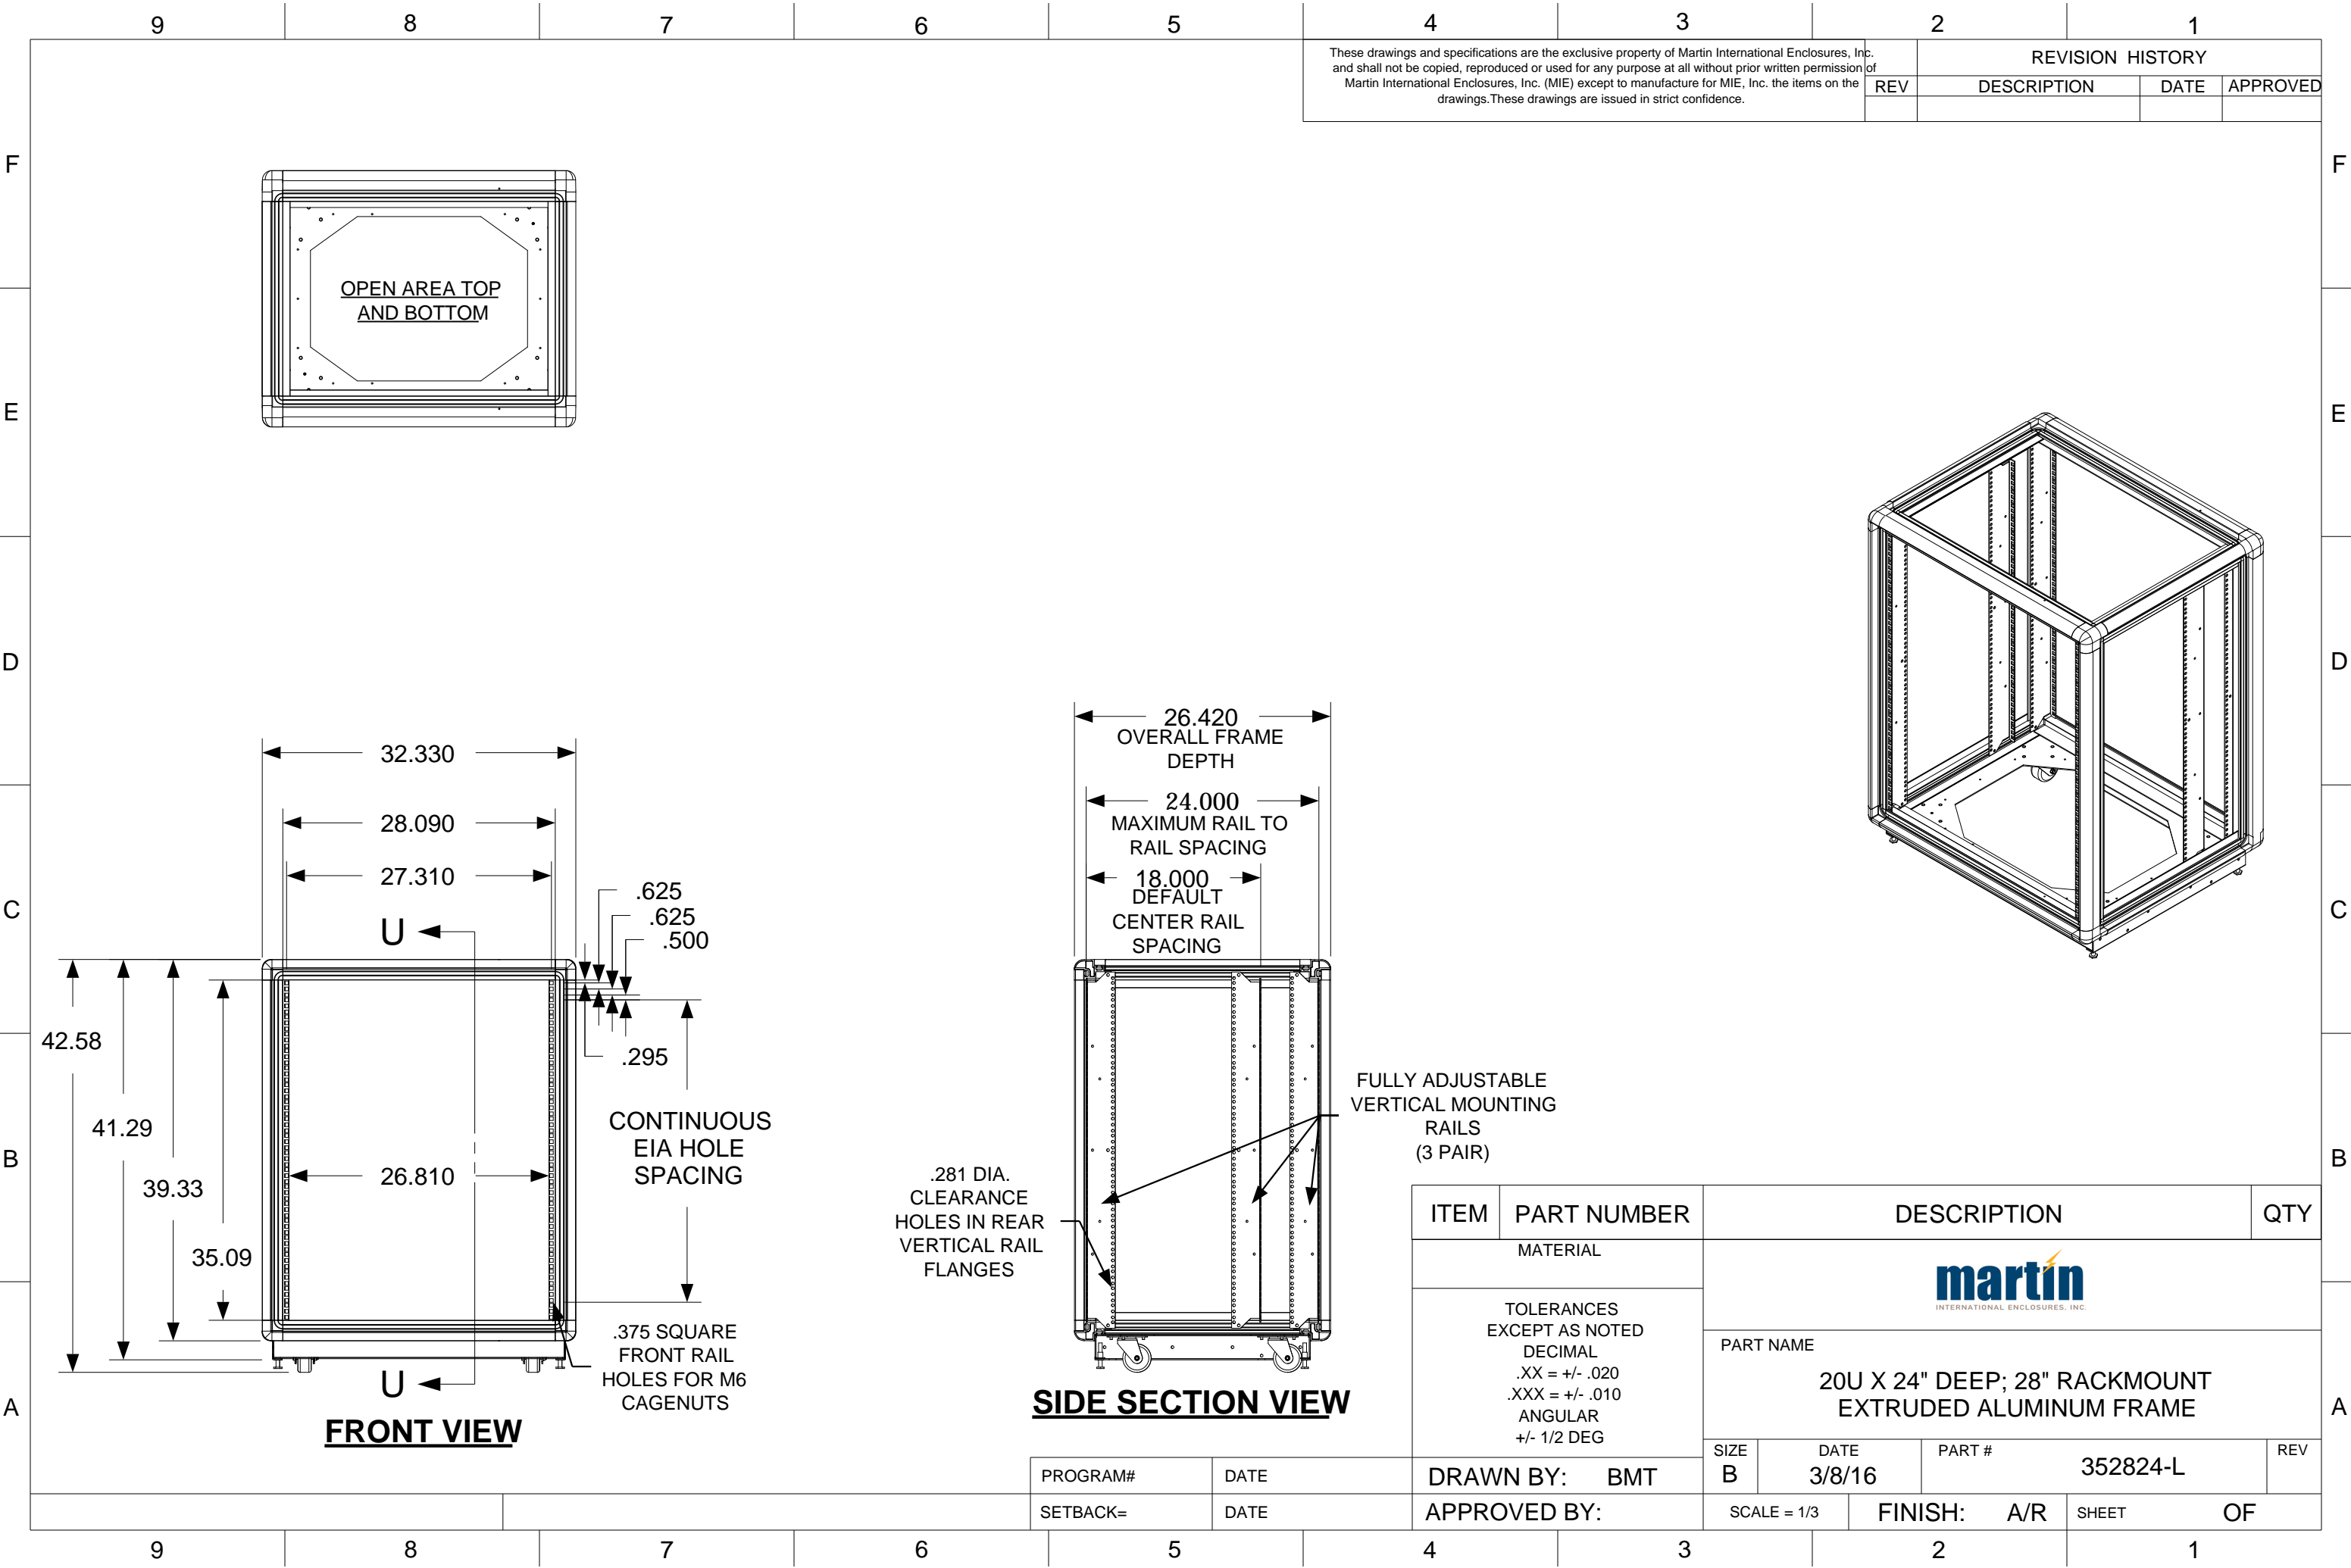 9 8 7 6 5 4 3 2 1
These drawings and specifications are the exclusive property of Martin International Enclosures, Inc.
and shall not be copied, reproduced or used for any purpose at all without prior written permission of
Martin International Enclosures, Inc. (MIE) except to manufacture for MIE, Inc. the items on the
drawings.These drawings are issued in strict confidence.
REVISION HISTORY
REV DESCRIPTION DATE APPROVED
F F
OPEN AREA TOP
AND BOTTOM
E E
D D
26.420
OVERALL FRAME
DEPTH
24.000
MAXIMUM RAIL TO
RAIL SPACING
18.000
DEFAULT
CENTER RAIL
SPACING
32.330
28.090
27.310
.625
.625
.500
U
C C
42.58
41.29
39.33
35.09
26.810
.295
CONTINUOUS
EIA HOLE
SPACING
B B
.375 SQUARE
FRONT RAIL
HOLES FOR M6
CAGENUTS
U
FRONT VIEW
.281 DIA.
CLEARANCE
HOLES IN REAR
VERTICAL RAIL
FLANGES
FULLY ADJUSTABLE
VERTICAL MOUNTING
RAILS
(3 PAIR)
SIDE SECTION VIEW
A A
ITEM PART NUMBER DESCRIPTION QTY
MATERIAL
martin
INTERNATIONAL ENCLOSURES, INC.
TOLERANCES
EXCEPT AS NOTED
DECIMAL
.XX = +/- .020
.XXX = +/- .010
ANGULAR
+/- 1/2 DEG
PART NAME
20U X 24" DEEP; 28" RACKMOUNT
EXTRUDED ALUMINUM FRAME
SIZE
B
DATE
3/8/16
PART #
352824-L
REV
PROGRAM# DATE
DRAWN BY: BMT
SETBACK= DATE
APPROVED BY:
SCALE = 1/3
FINISH: A/R
SHEET OF
9 8 7 6 5 4 3 2 1